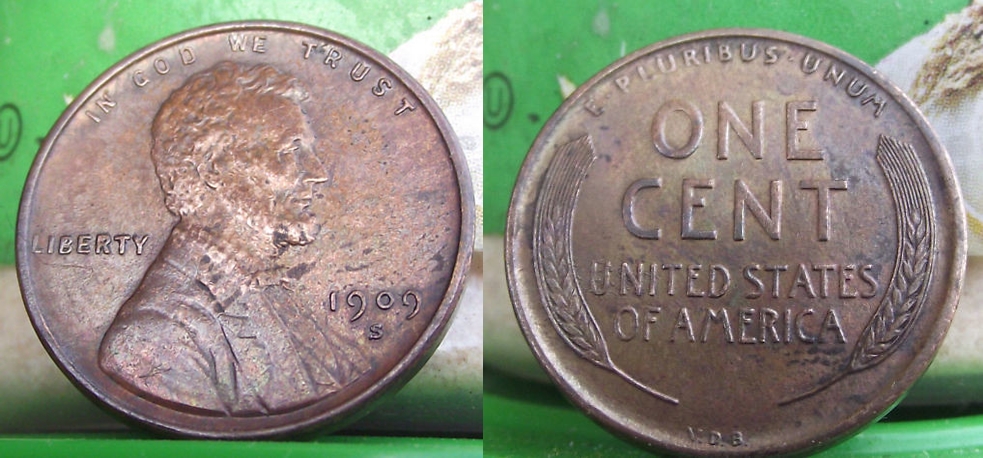 IN GOD WE TRUST
LIBERTY
1909
S
E·PLURIBUS·UNUM
ONE
CENT
UNITED STATES
OF AMERICA
V.D.B.